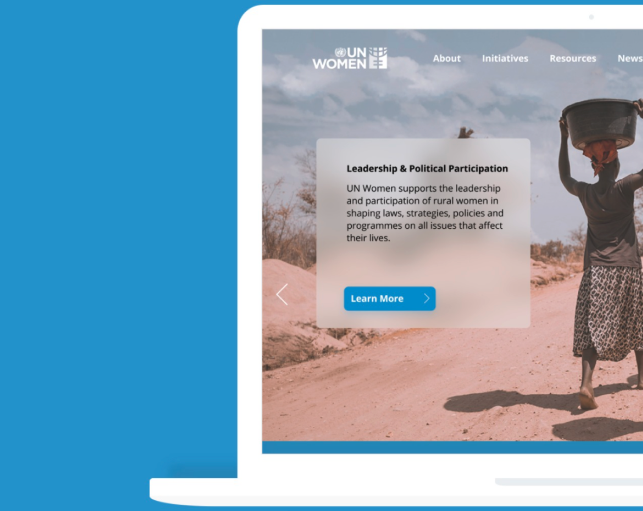 UN
WOMEN
About Initiatives Resources News
Leadership & Political Participation
UN Women supports the leadership
and participation of rural women in
shaping laws, strategies, policies and
programmes on all issues that affect
their lives.
Learn More